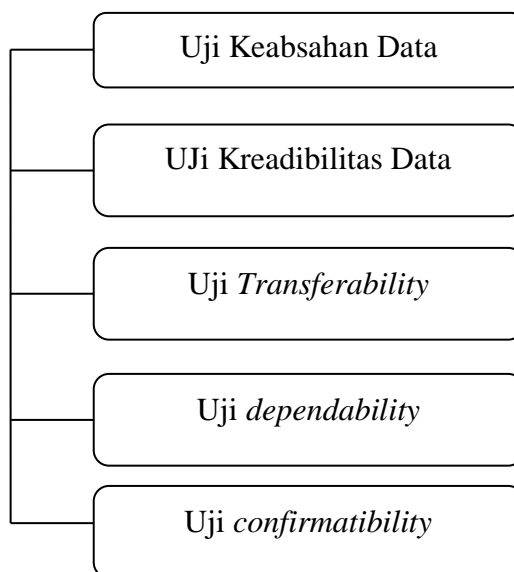 Uji Keabsahan Data
UJi Kreadibilitas Data
Uji Transferability
Uji dependability
Uji confirmatibility